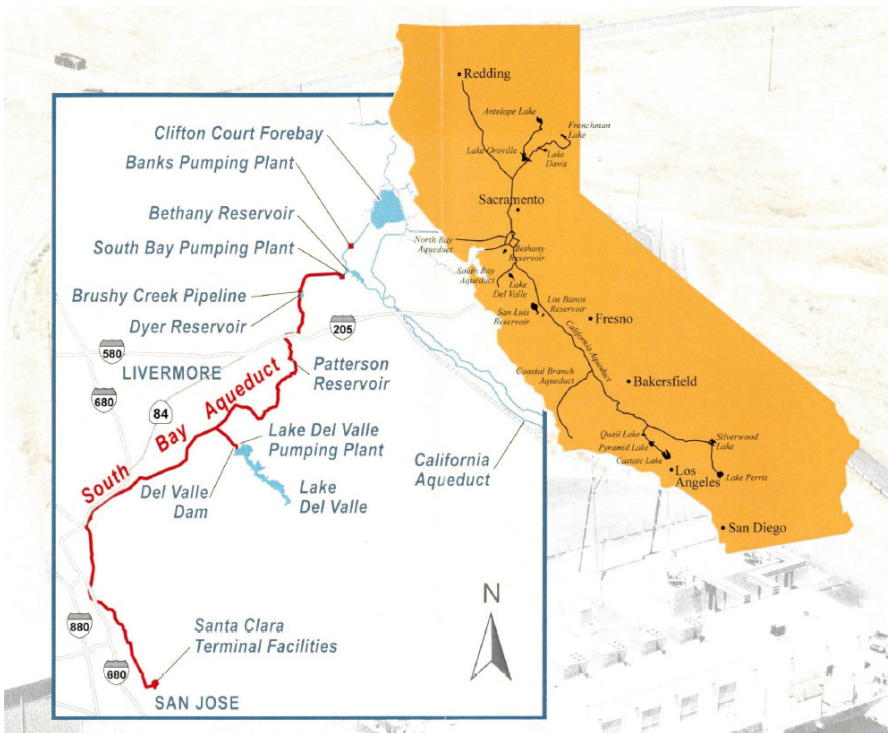 Clifton Court Forebay
Banks Pumping Plant
Bethany Reservoir
South Bay Pumping Plant
Brushy Creek Pipeline
Dyer Reservoir
205
580
LIVERMORE
680
84
Patterson
Reservoir
South Bay Aqueduct
Lake Del Valle
Pumping Plant
Del Valle
Dam
Lake
Del Valle
California
Aqueduct
Santa Clara
Terminal Facilities
880
680
SAN JOSE
N
Redding
Antelope Lake
Frenchman
Lake
Lake Oroville
Lake
Davis
Sacramento
North Bay
Aqueduct
Bethany
Reservoir
South Bay
Aqueduct
Lake
Del Valle
Los Banos
Reservoir
San Luis
Reservoir
Fresno
California Aqueduct
Coastal Branch
Aqueduct
Bakersfield
Quail Lake
Pyramid Lake
Castaic Lake
Silverwood
Lake
Los
Angeles
Lake Perris
San Diego